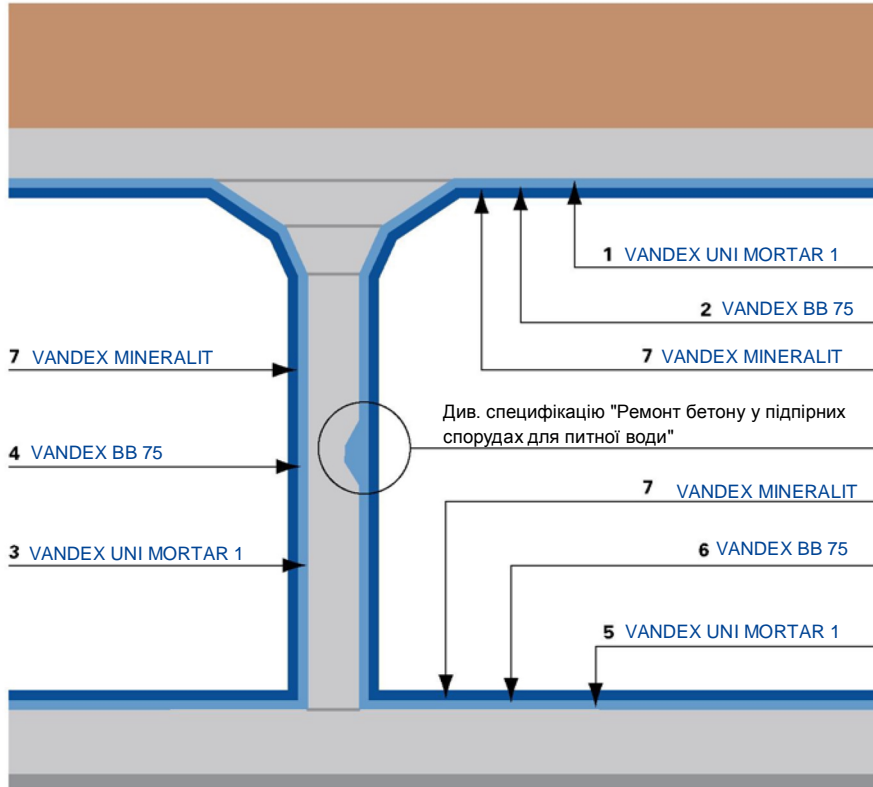 1 VANDEX UNI MORTAR 1
2 VANDEX BB 75
7 VANDEX MINERALIT
7 VANDEX MINERALIT
Див. специфікацію "Ремонт бетону у підпірних
спорудах для питної води"
4 VANDEX BB 75
7 VANDEX MINERALIT
3 VANDEX UNI MORTAR 1
6 VANDEX BB 75
5 VANDEX UNI MORTAR 1